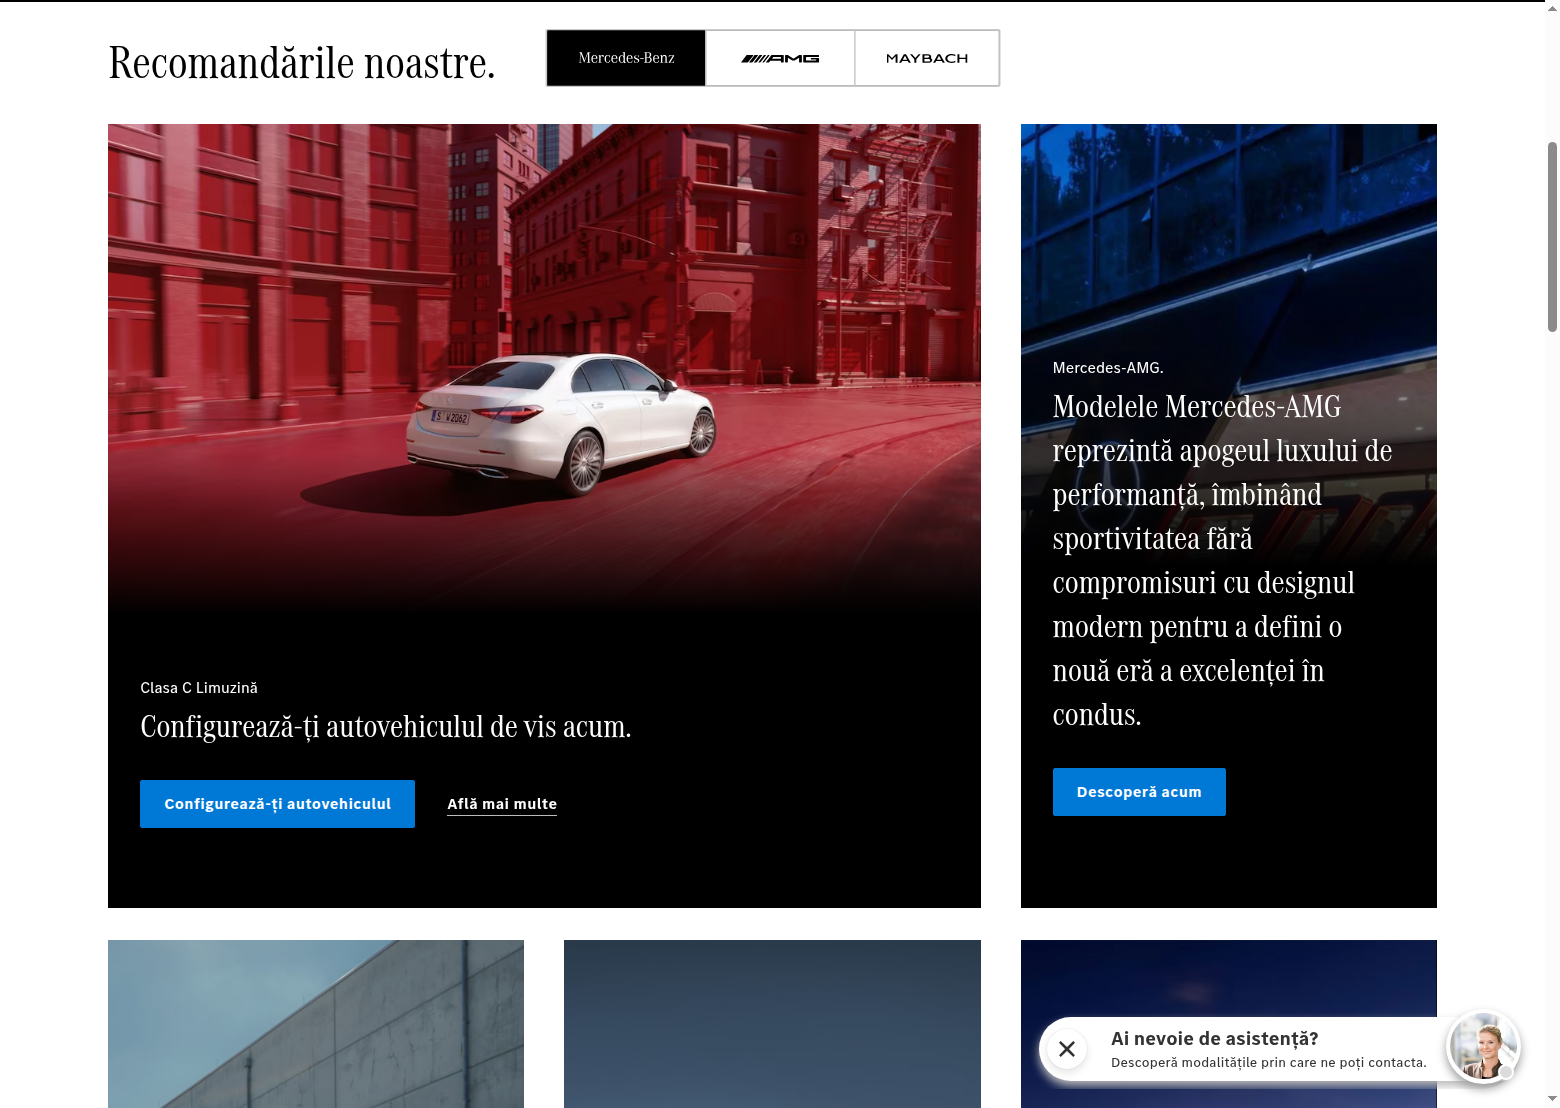 Recomandările noastre.
Mercedes-Benz
AMG
MAYBACH
S W 2062
Clasa C Limuzină
Configurează-ți autovehiculul de vis acum.
Configurează-ți autovehiculul
Află mai multe
Mercedes-AMG.
Modelele Mercedes-AMG
reprezintă apogeul luxului de
performanță, îmbinând
sportivitatea fără
compromisuri cu designul
modern pentru a defini o
nouă eră a excelenței în
condus.
Descoperă acum
Ai nevoie de asistență?
Descoperă modalitățile prin care ne poți contacta.